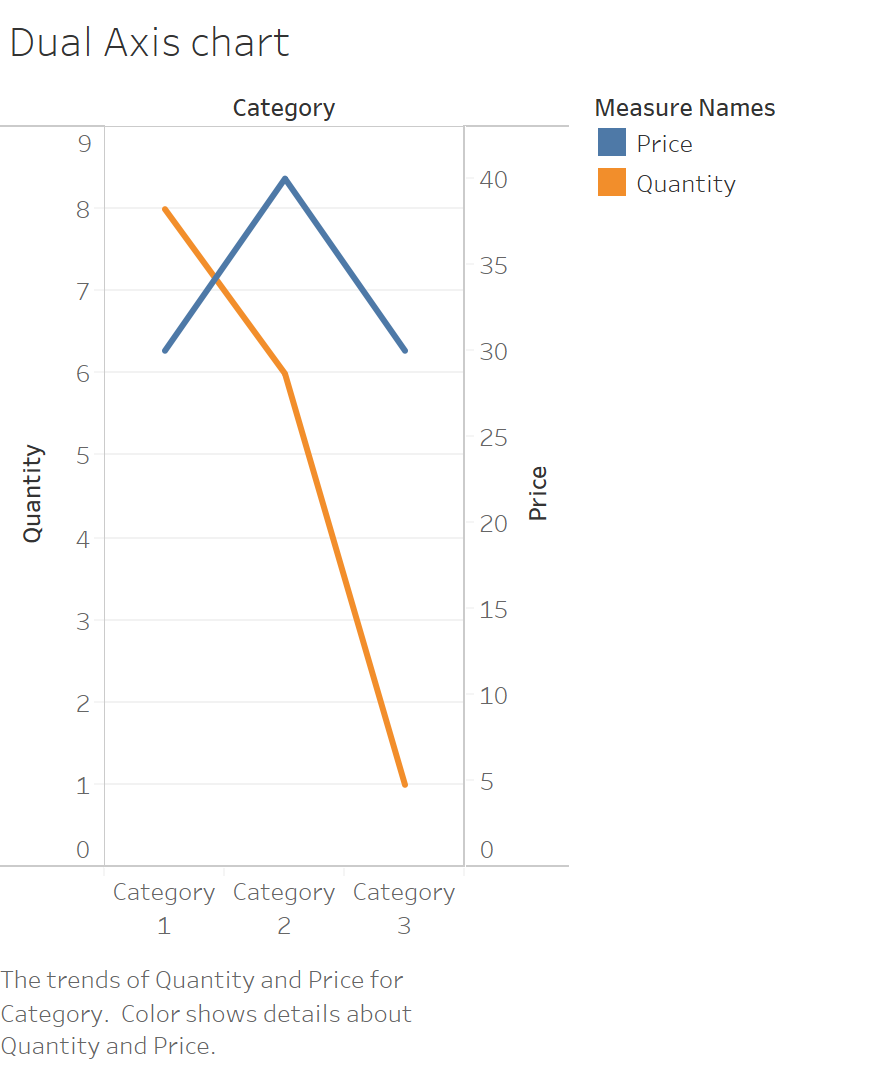 Dual Axis chart
Category
Measure Names
Price
Quantity
9
8
7
6
5
4
3
2
1
0
Quantity
40
35
30
25
20
15
10
5
0
Price
Category Category Category
1 2 3
The trends of Quantity and Price for
Category.  Color shows details about
Quantity and Price.